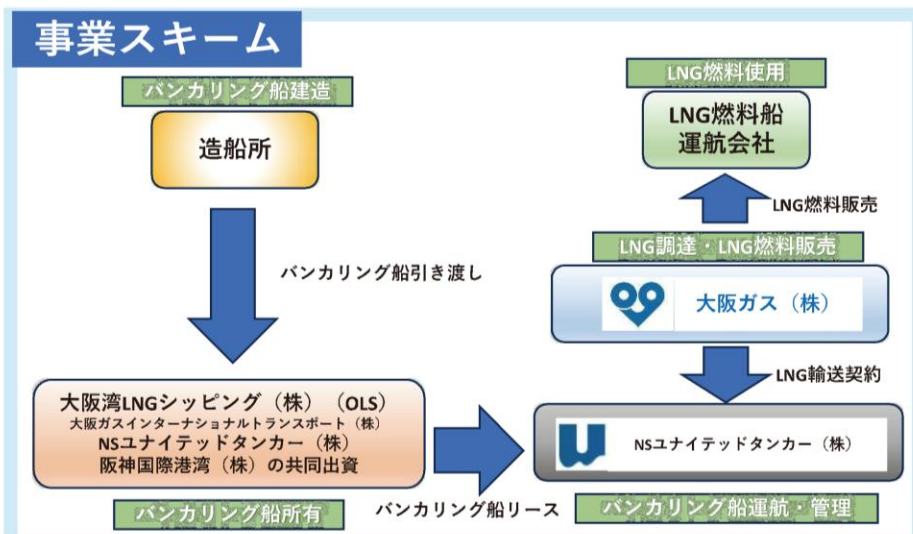 事業スキーム
バンカリング船建造
造船所
バンカリング船引き渡し
大阪湾LNGシッピング（株）（OLS）
大阪ガスインターナショナルトランスポート（株）
NSユナイテッドタンカー（株）
阪神国際港湾（株）の共同出資
バンカリング船所有
バンカリング船リース
LNG燃料使用
LNG燃料船
運航会社
LNG燃料販売
LNG調達・LNG燃料販売
大阪ガス（株）
LNG輸送契約
NSユナイテッドタンカー（株）
バンカリング船運航・管理